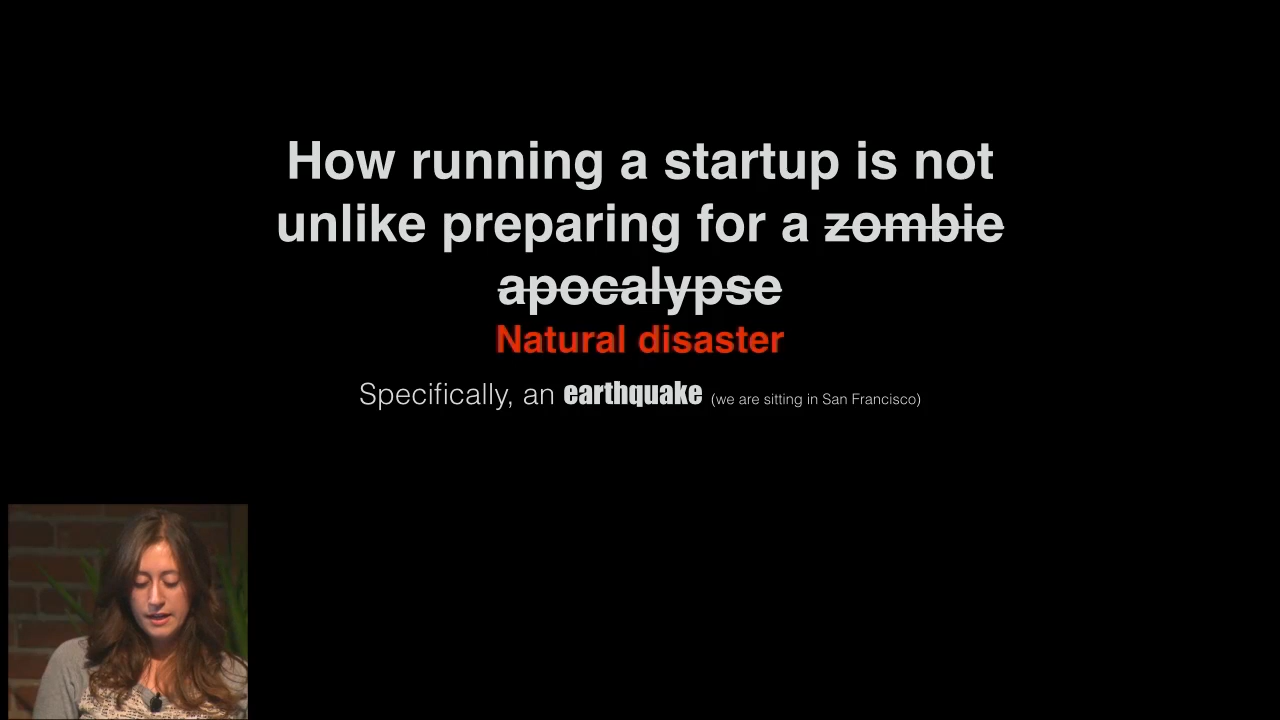 How running a startup is not
unlike preparing for a zombie
apocalypse
Natural disaster
Specifically, an earthquake (we are sitting in San Francisco)